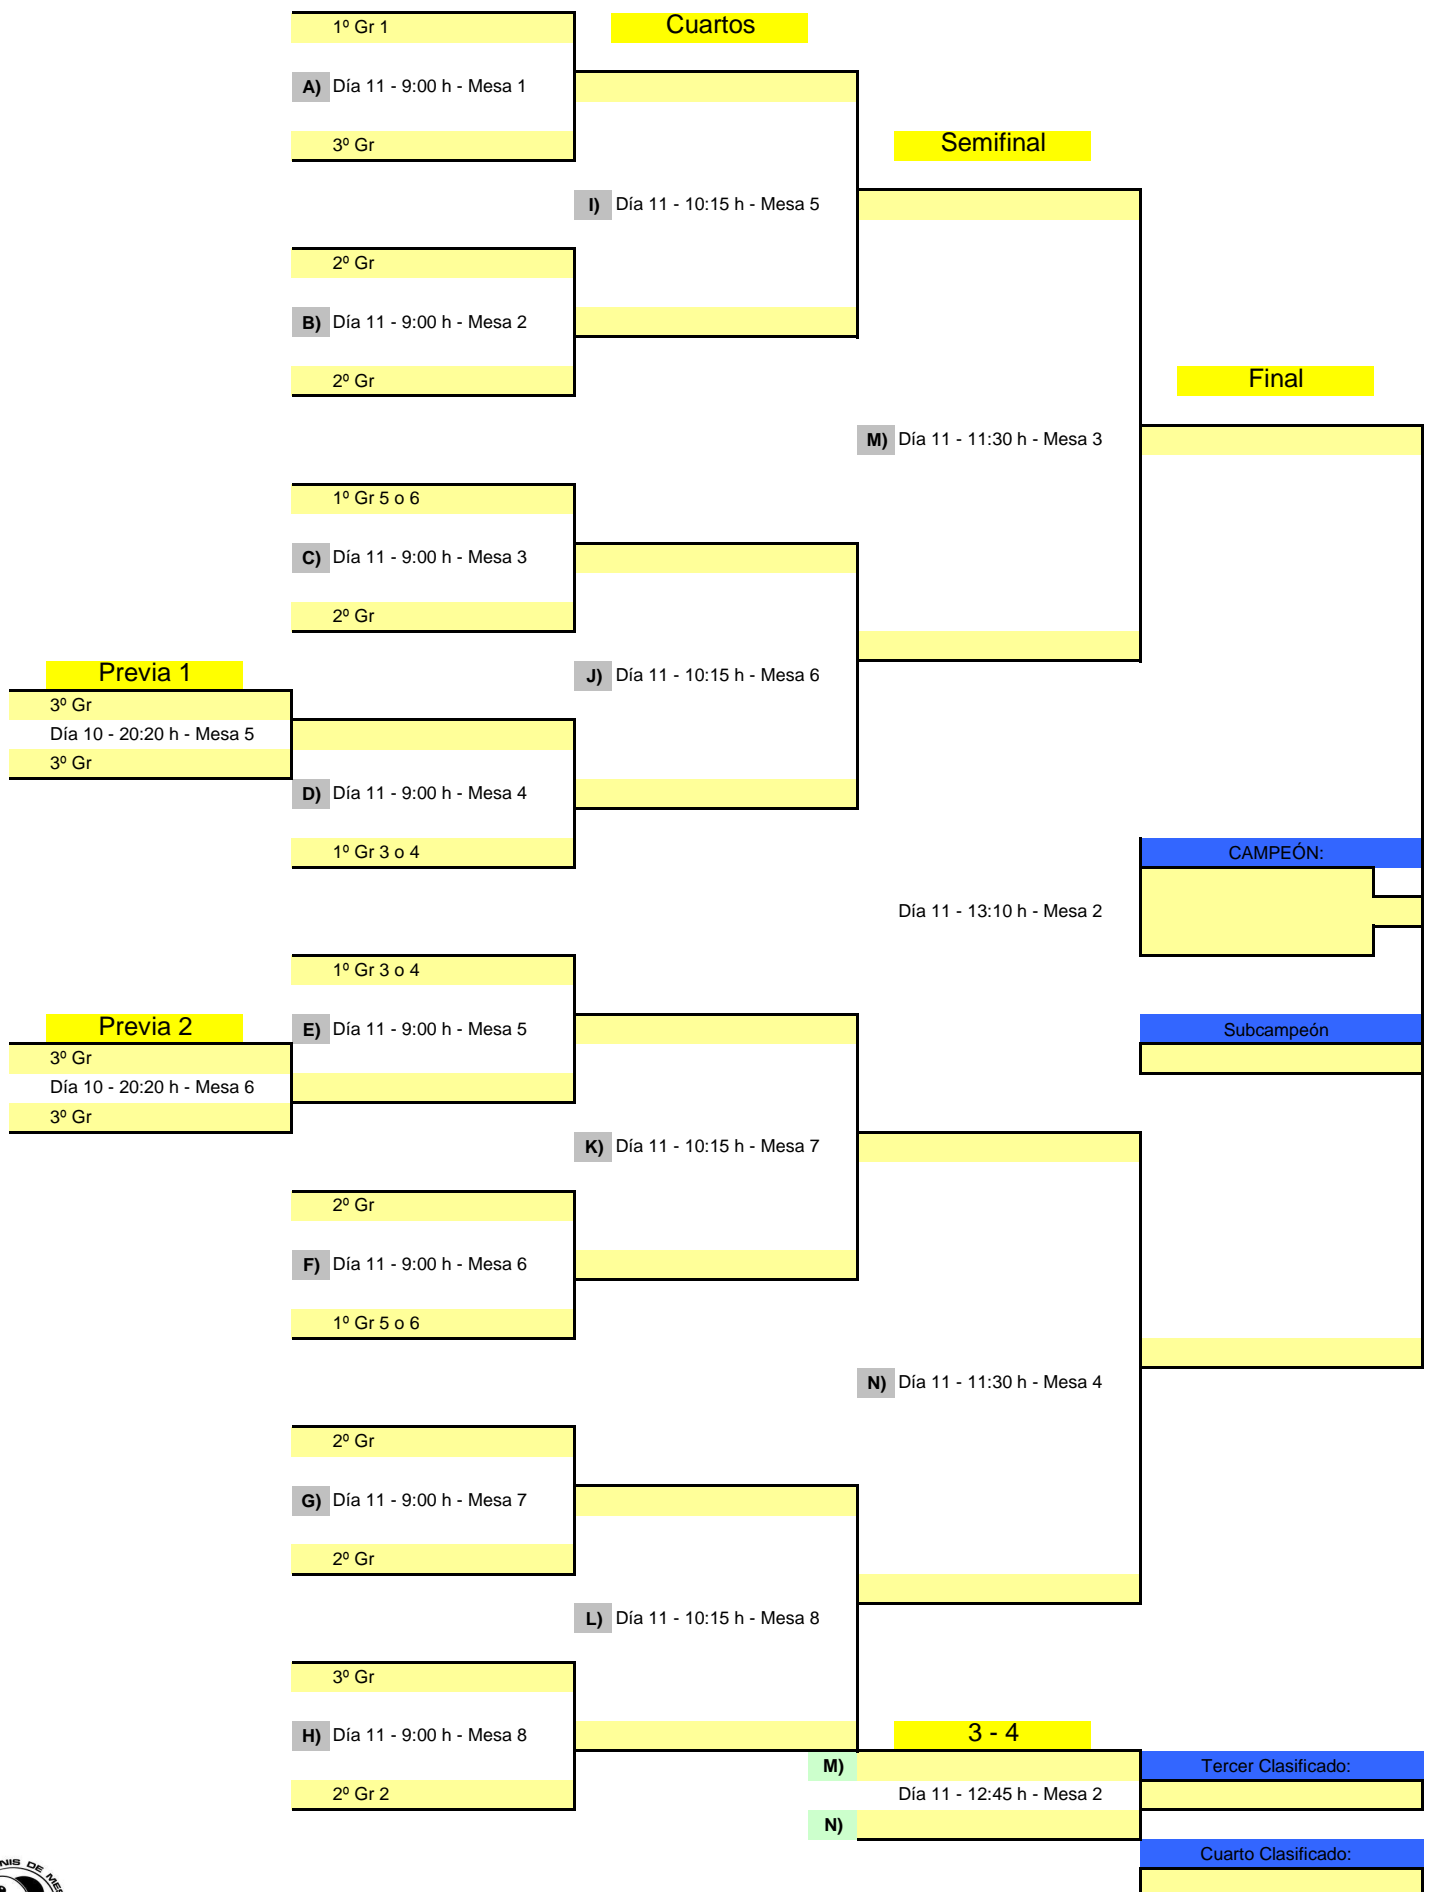 1º Gr 1
Cuartos
A) Día 11 - 9:00 h - Mesa 1
3º Gr
Semifinal
I) Día 11 - 10:15 h - Mesa 5
2º Gr
B) Día 11 - 9:00 h - Mesa 2
2º Gr
Final
M) Día 11 - 11:30 h - Mesa 3
1º Gr 5 o 6
C) Día 11 - 9:00 h - Mesa 3
2º Gr
Previa 1
J) Día 11 - 10:15 h - Mesa 6
3º Gr
Día 10 - 20:20 h - Mesa 5
3º Gr
D) Día 11 - 9:00 h - Mesa 4
1º Gr 3 o 4
CAMPEÓN:
Día 11 - 13:10 h - Mesa 2
1º Gr 3 o 4
Previa 2
E) Día 11 - 9:00 h - Mesa 5
Subcampeón
3º Gr
Día 10 - 20:20 h - Mesa 6
3º Gr
K) Día 11 - 10:15 h - Mesa 7
2º Gr
F) Día 11 - 9:00 h - Mesa 6
1º Gr 5 o 6
N) Día 11 - 11:30 h - Mesa 4
2º Gr
G) Día 11 - 9:00 h - Mesa 7
2º Gr
L) Día 11 - 10:15 h - Mesa 8
3º Gr
H) Día 11 - 9:00 h - Mesa 8
3 - 4
M)
Tercer Clasificado:
2º Gr 2
Día 11 - 12:45 h - Mesa 2
N)
Cuarto Clasificado:
DE